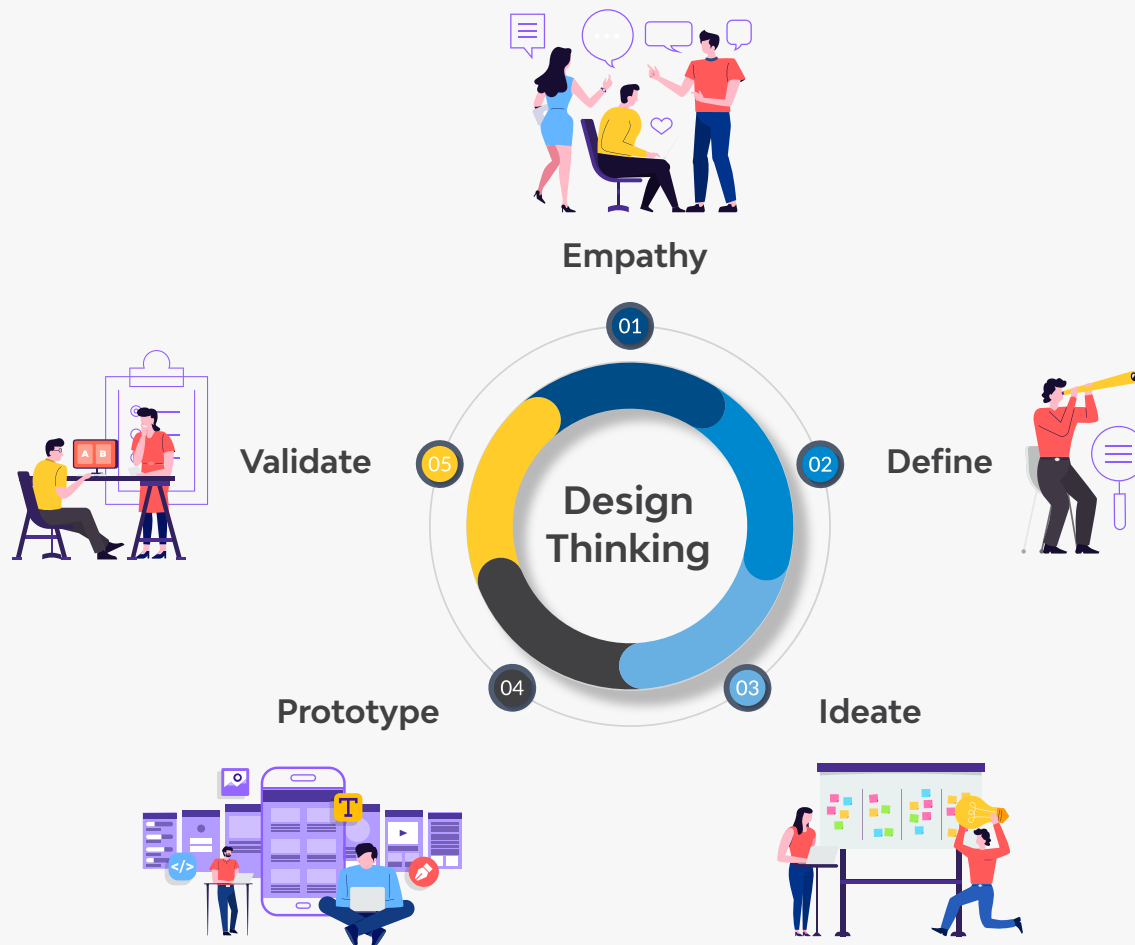 Empathy
01
Validate
A B
05
Design
Thinking
02
Define
04
03
Prototype
Ideate
T
</>